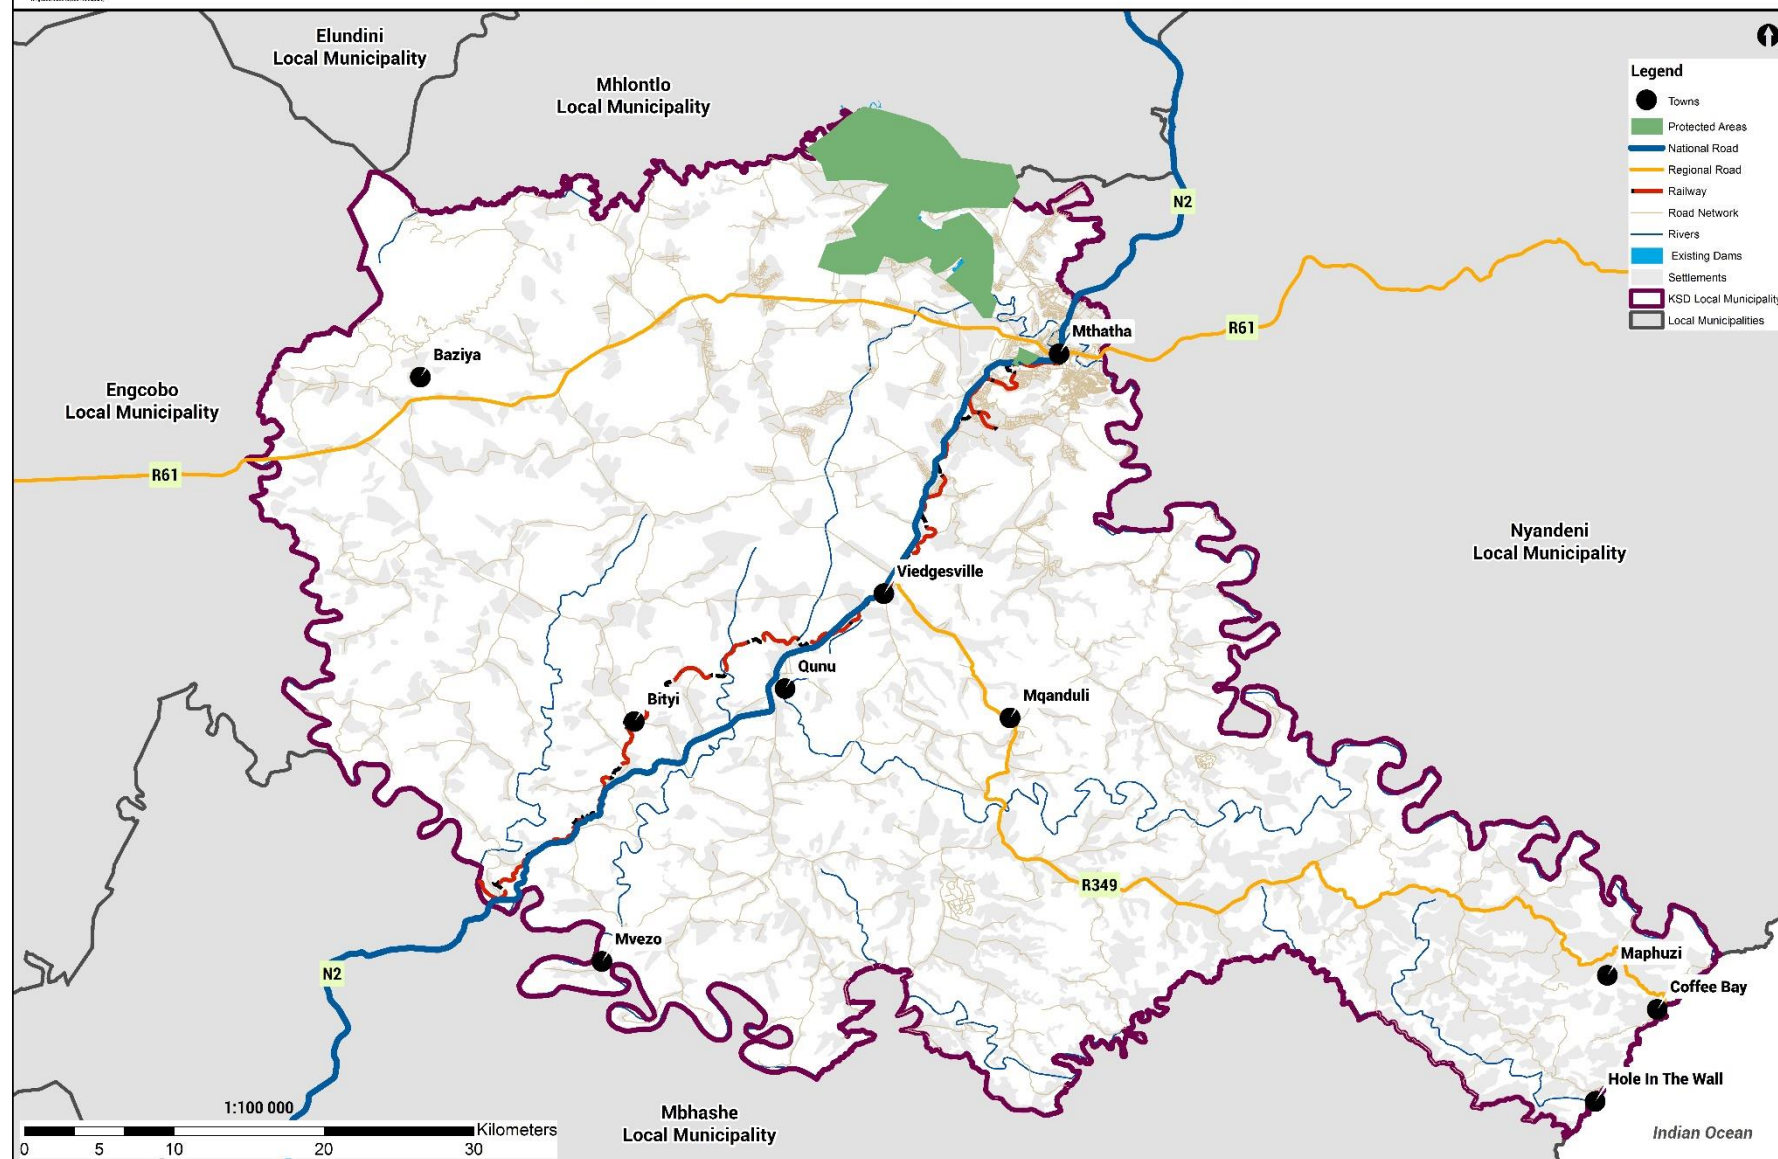 Elundini
Local Municipality
Mhlontlo
Local Municipality
Legend
Towns
Protected Areas
National Road
Regional Road
Railway
Road Network
Rivers
Existing Dams
Settlements
KSD Local Municipality
Local Municipalities
N2
R61
Mthatha
Baziya
Engcobo
Local Municipality
R61
Nyandeni
Local Municipality
Viedgesville
Qunu
Bityi
Mqanduli
R349
Mvezo
N2
Maphuzi
Coffee Bay
Hole In The Wall
Indian Ocean
Mbhashe
Local Municipality
1:100 000
Kilometers
0 5 10 20 30